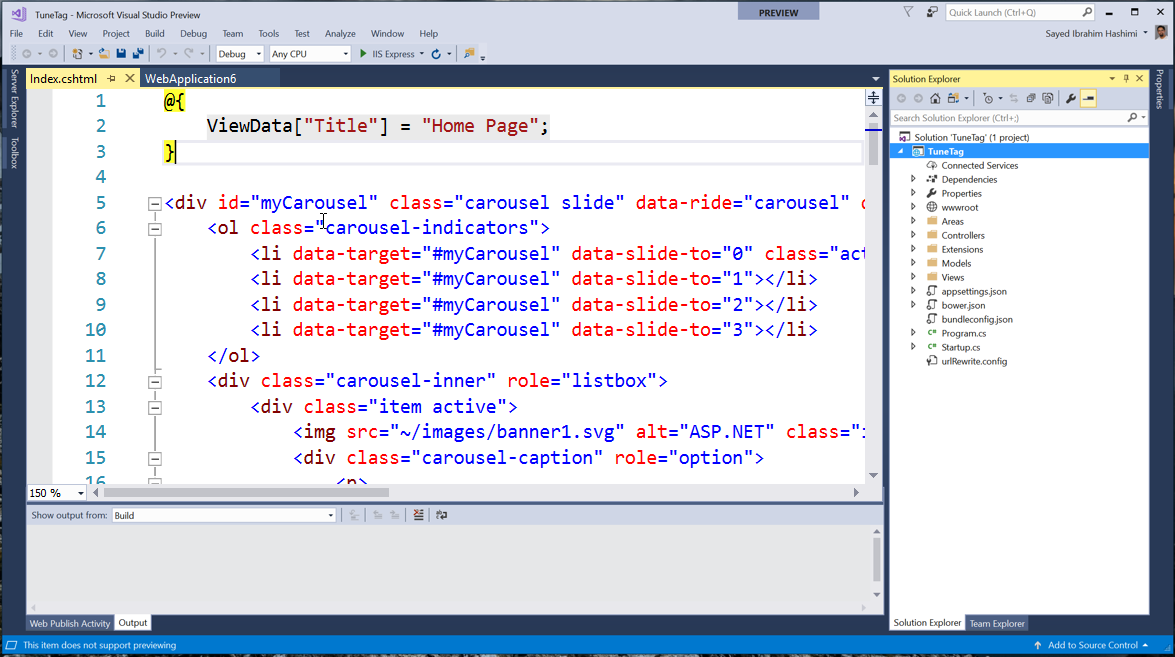 TuneTag - Microsoft Visual Studio Preview
PREVIEW
Quick Launch (Ctrl+Q)
File Edit View Project Build Debug Team Tools Test Analyze Window Help
Sayed Ibrahim Hashimi
Debug Any CPU IIS Express
Server Explorer
Toolbox
Index.cshtml WebApplication6
1 @{
2 ViewData["Title"] = "Home Page";
3 }
4
5 <div id="myCarousel" class="carousel slide" data-ride="carousel"
6 <ol class="carousel-indicators">
7 <li data-target="#myCarousel" data-slide-to="0" class="act
8 <li data-target="#myCarousel" data-slide-to="1"></li>
9 <li data-target="#myCarousel" data-slide-to="2"></li>
10 <li data-target="#myCarousel" data-slide-to="3"></li>
11 </ol>
12 <div class="carousel-inner" role="listbox">
13 <div class="item active">
14 <img src="~/images/banner1.svg" alt="ASP.NET" class="
15 <div class="carousel-caption" role="option">
16 <p>
150 %
Show output from: Build
Web Publish Activity Output
Solution Explorer
Search Solution Explorer (Ctrl+;)
Solution 'TuneTag' (1 project)
TuneTag
Connected Services
Dependencies
Properties
wwwroot
Areas
Controllers
Extensions
Models
Views
appsettings.json
bower.json
bundleconfig.json
C# Program.cs
C# Startup.cs
urlRewrite.config
Solution Explorer Team Explorer
Properties
This item does not support previewing
Add to Source Control